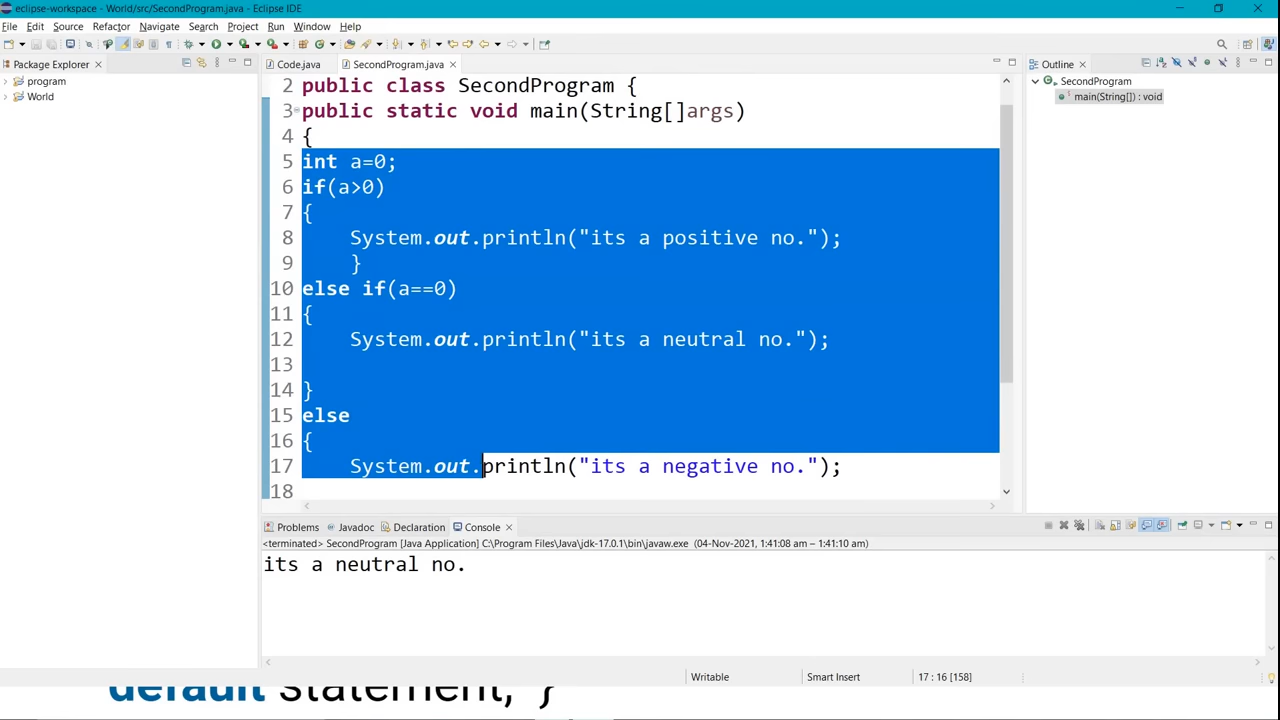 eclipse-workspace - World/src/SecondProgram.java - Eclipse IDE
File Edit Source Refactor Navigate Search Project Run Window Help
Package Explorer
program
World
Code.java
SecondProgram.java
2 public class SecondProgram {
3 public static void main(String[]args)
4 {
5 int a=0;
6 if(a>0)
7 {
8 System.out.println("its a positive no.");
9 }
10 else if(a==0)
11 {
12 System.out.println("its a neutral no.");
13
14 }
15 else
16 {
17 System.out.println("its a negative no.");
18
Outline
SecondProgram
main(String[]) : void
Problems Javadoc Declaration Console
<terminated> SecondProgram [Java Application] C:\Program Files\Java\jdk-17.0.1\bin\javaw.exe (04-Nov-2021, 1:41:08 am – 1:41:10 am)
its a neutral no.
Writable Smart Insert 17 : 16 [158]
default statement; }